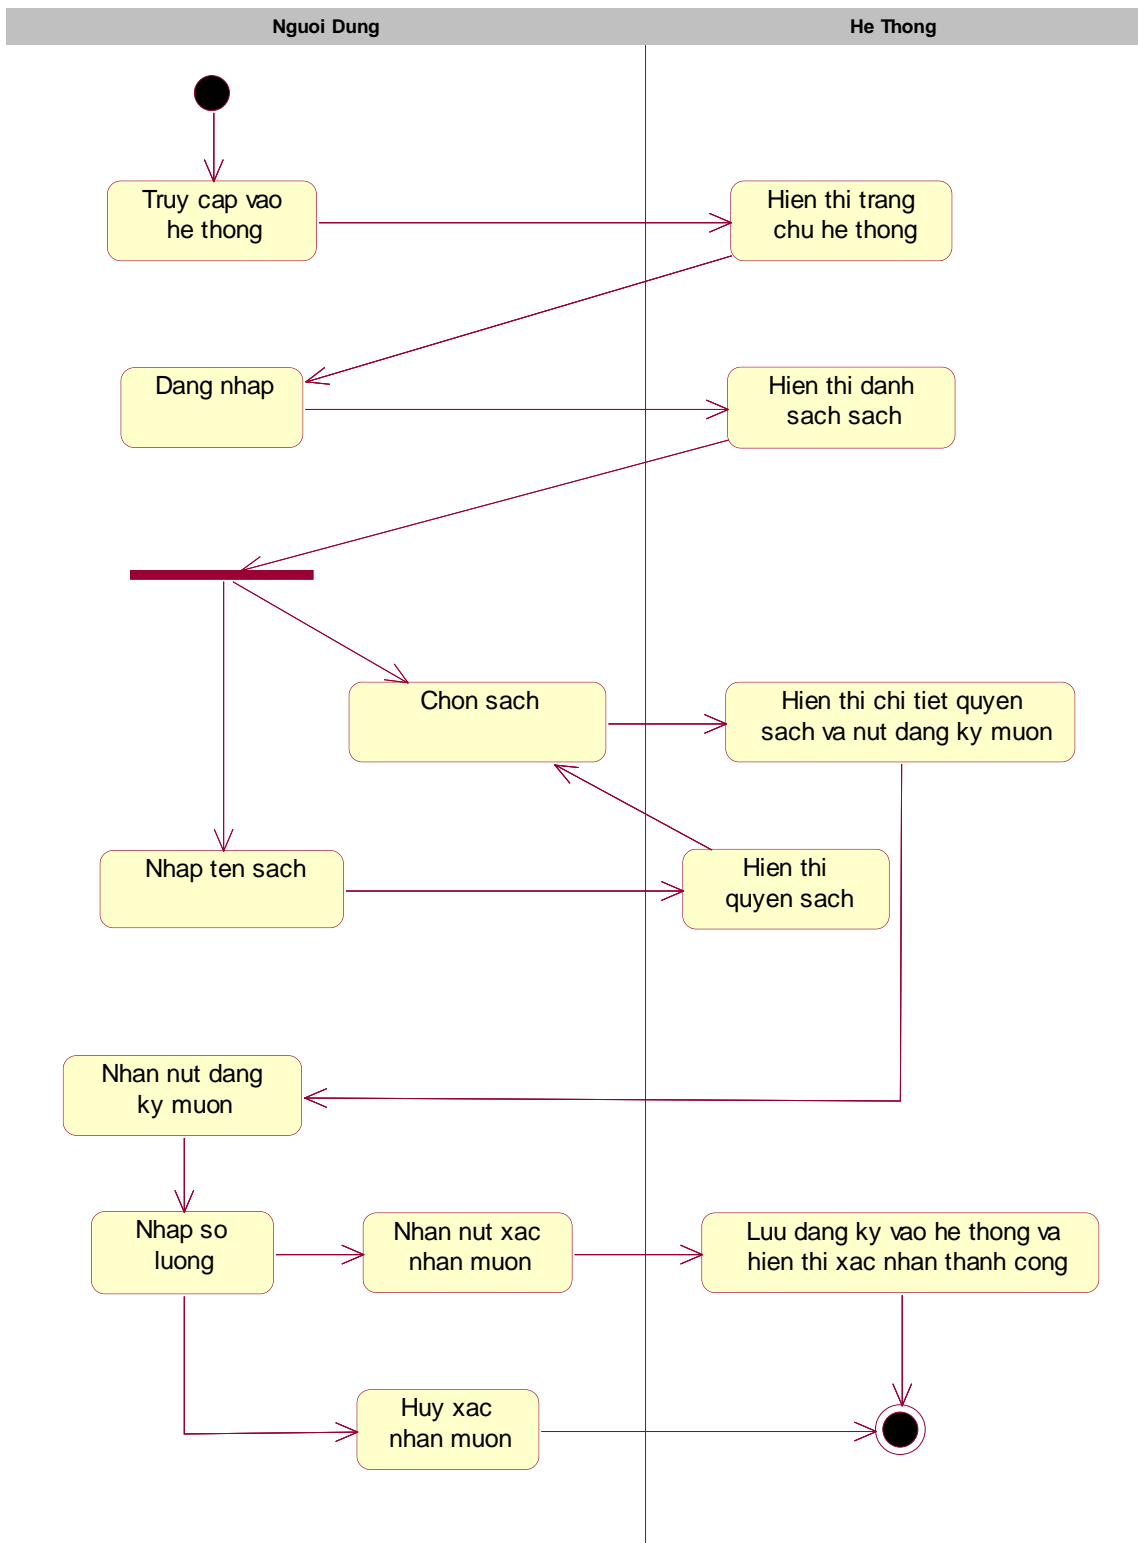 Nguoi Dung
He Thong
Truy cap vao
he thong
Hien thi trang
chu he thong
Dang nhap
Hien thi danh
sach sach
Chon sach
Hien thi chi tiet quyen
sach va nut dang ky muon
Nhap ten sach
Hien thi
quyen sach
Nhan nut dang
ky muon
Nhap so
luong
Nhan nut xac
nhan muon
Luu dang ky vao he thong va
hien thi xac nhan thanh cong
Huy xac
nhan muon